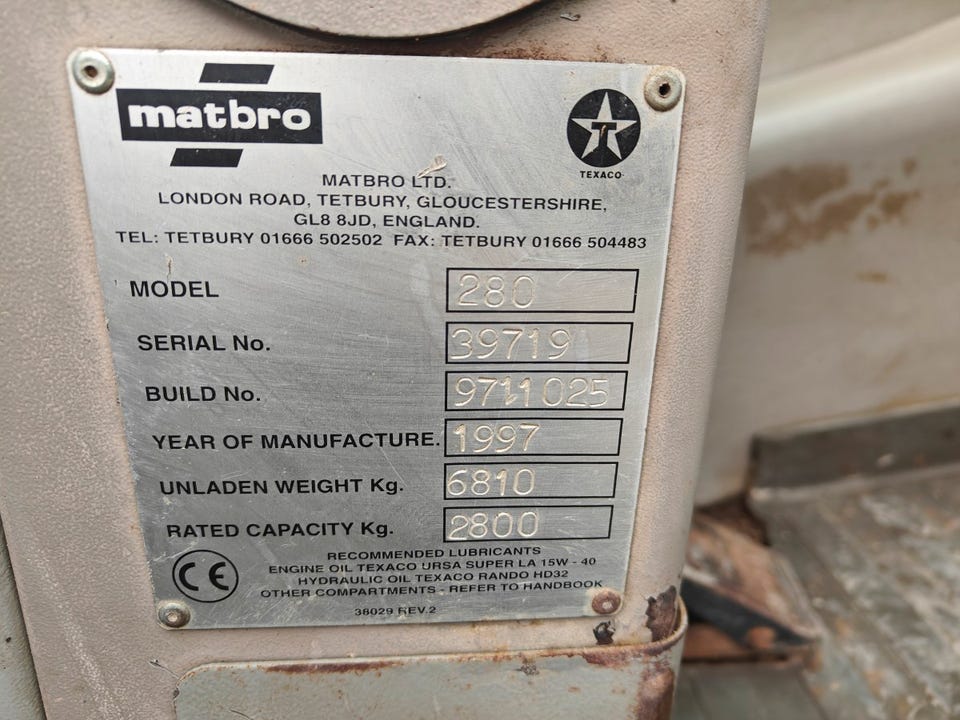 matbro
T
TEXACO
MATBRO LTD.
LONDON ROAD, TETBURY, GLOUCESTERSHIRE,
GL8 8JD, ENGLAND.
TEL: TETBURY 01666 502502 FAX: TETBURY 01666 504483
MODEL 280
SERIAL No. 39719
BUILD No. 9711025
YEAR OF MANUFACTURE. 1997
UNLADEN WEIGHT Kg. 6810
RATED CAPACITY Kg. 2800
CE
RECOMMENDED LUBRICANTS
ENGINE OIL TEXACO URSA SUPER LA 15W - 40
HYDRAULIC OIL TEXACO RANDO HD32
OTHER COMPARTMENTS - REFER TO HANDBOOK
38029 REV.2